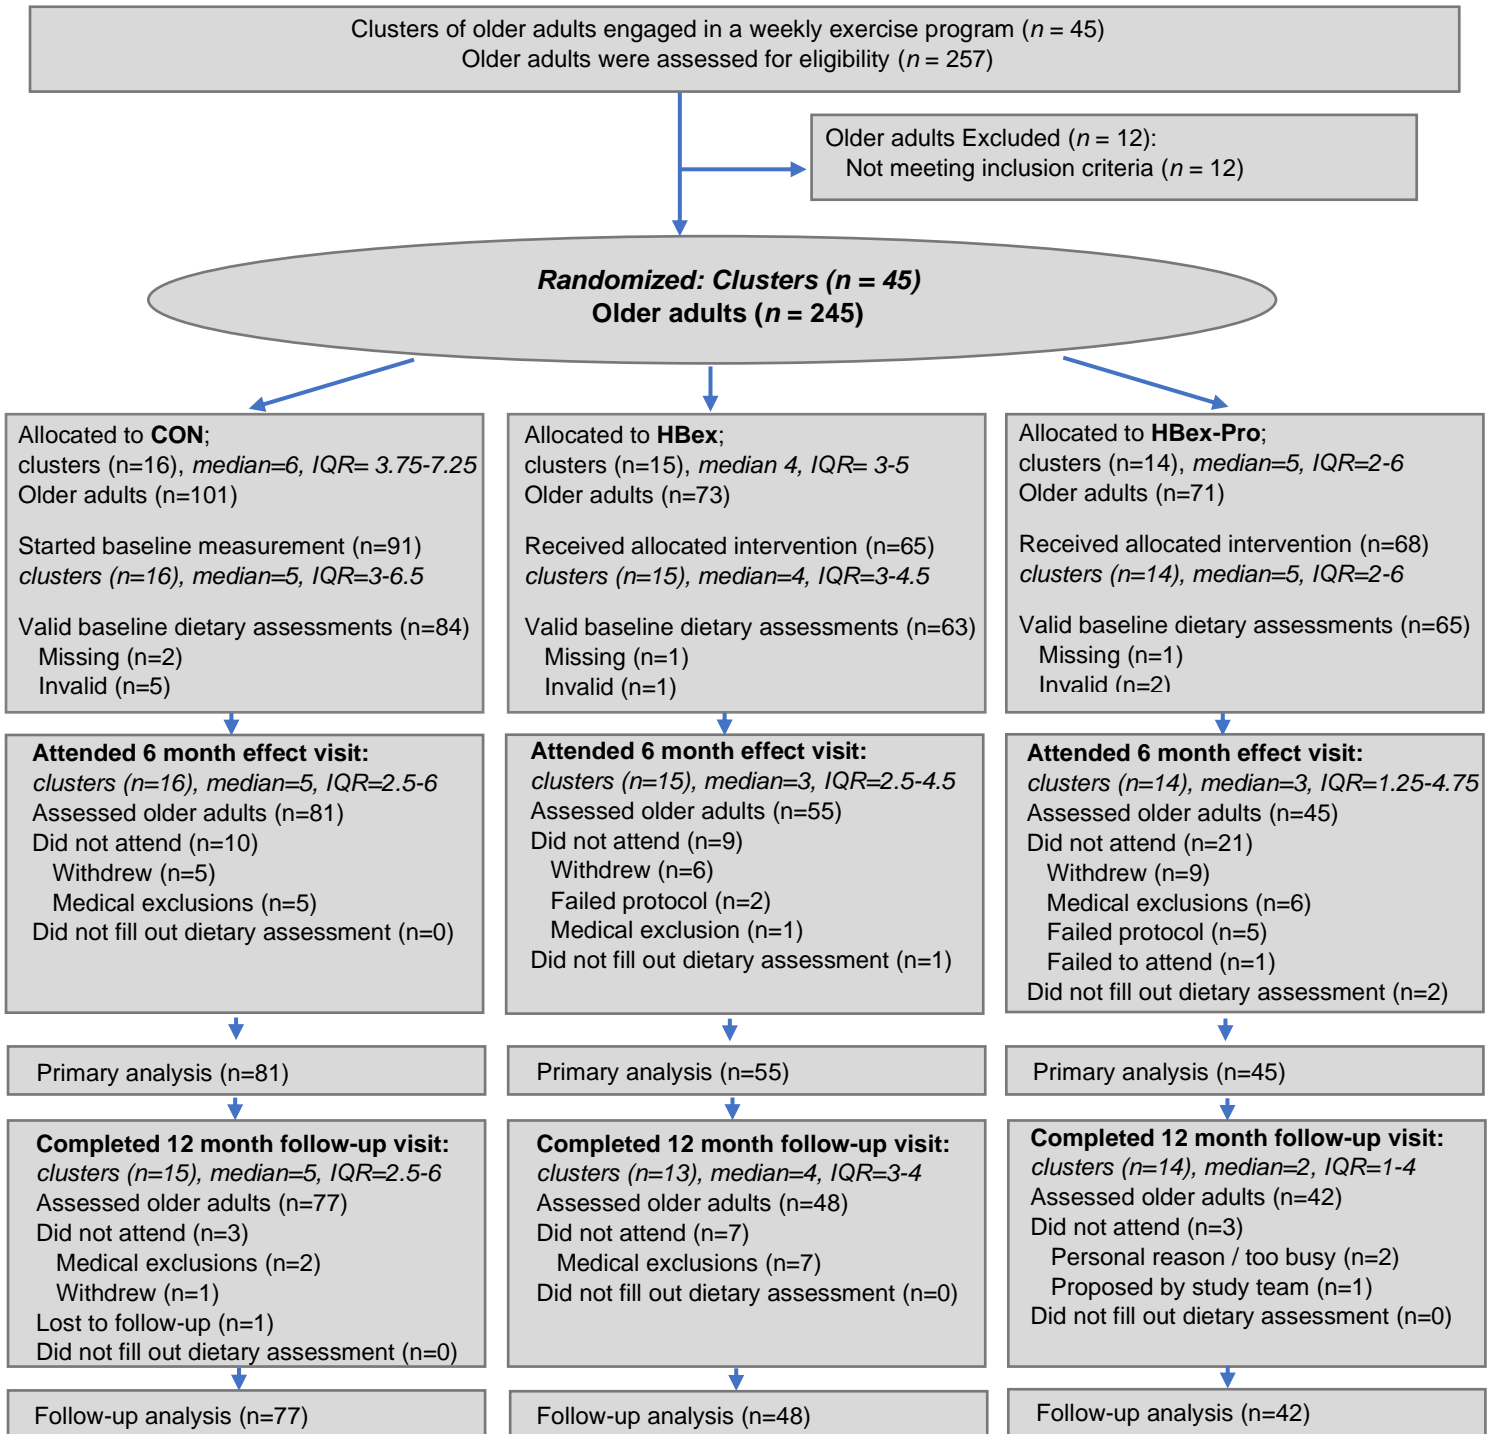 Clusters of older adults engaged in a weekly exercise program (n = 45)
Older adults were assessed for eligibility (n = 257)
Older adults Excluded (n = 12):
Not meeting inclusion criteria (n = 12)
Randomized: Clusters (n = 45)
Older adults (n = 245)
Allocated to CON;
clusters (n=16), median=6, IQR= 3.75-7.25
Older adults (n=101)
Started baseline measurement (n=91)
clusters (n=16), median=5, IQR=3-6.5
Valid baseline dietary assessments (n=84)
Missing (n=2)
Invalid (n=5)
Allocated to HBex;
clusters (n=15), median 4, IQR= 3-5
Older adults (n=73)
Received allocated intervention (n=65)
clusters (n=15), median=4, IQR=3-4.5
Valid baseline dietary assessments (n=63)
Missing (n=1)
Invalid (n=1)
Allocated to HBex-Pro;
clusters (n=14), median=5, IQR=2-6
Older adults (n=71)
Received allocated intervention (n=68)
clusters (n=14), median=5, IQR=2-6
Valid baseline dietary assessments (n=65)
Missing (n=1)
Invalid (n=2)
Attended 6 month effect visit:
clusters (n=16), median=5, IQR=2.5-6
Assessed older adults (n=81)
Did not attend (n=10)
Withdrew (n=5)
Medical exclusions (n=5)
Did not fill out dietary assessment (n=0)
Attended 6 month effect visit:
clusters (n=15), median=3, IQR=2.5-4.5
Assessed older adults (n=55)
Did not attend (n=9)
Withdrew (n=6)
Failed protocol (n=2)
Medical exclusion (n=1)
Did not fill out dietary assessment (n=1)
Attended 6 month effect visit:
clusters (n=14), median=3, IQR=1.25-4.75
Assessed older adults (n=45)
Did not attend (n=21)
Withdrew (n=9)
Medical exclusions (n=6)
Failed protocol (n=5)
Failed to attend (n=1)
Did not fill out dietary assessment (n=2)
Primary analysis (n=81)
Primary analysis (n=55)
Primary analysis (n=45)
Completed 12 month follow-up visit:
clusters (n=15), median=5, IQR=2.5-6
Assessed older adults (n=77)
Did not attend (n=3)
Medical exclusions (n=2)
Withdrew (n=1)
Lost to follow-up (n=1)
Did not fill out dietary assessment (n=0)
Completed 12 month follow-up visit:
clusters (n=13), median=4, IQR=3-4
Assessed older adults (n=48)
Did not attend (n=7)
Medical exclusions (n=7)
Did not fill out dietary assessment (n=0)
Completed 12 month follow-up visit:
clusters (n=14), median=2, IQR=1-4
Assessed older adults (n=42)
Did not attend (n=3)
Personal reason / too busy (n=2)
Proposed by study team (n=1)
Did not fill out dietary assessment (n=0)
Follow-up analysis (n=77)
Follow-up analysis (n=48)
Follow-up analysis (n=42)